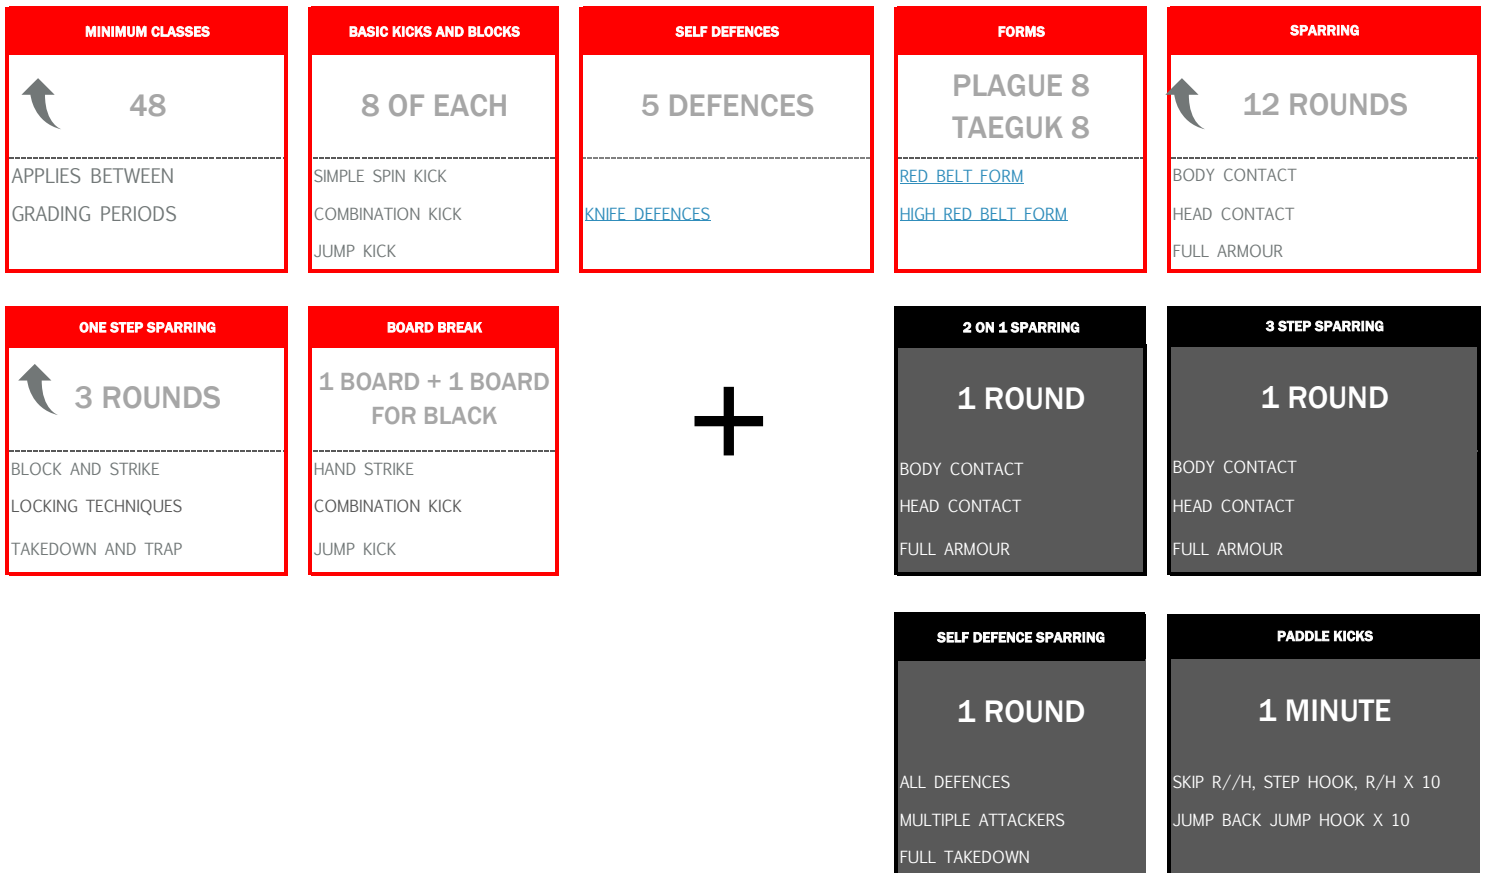 MINIMUM CLASSES
48
APPLIES BETWEEN
GRADING PERIODS
BASIC KICKS AND BLOCKS
8 OF EACH
SIMPLE SPIN KICK
COMBINATION KICK
JUMP KICK
SELF DEFENCES
5 DEFENCES
KNIFE DEFENCES
FORMS
PLAGUE 8
TAEGUK 8
RED BELT FORM
HIGH RED BELT FORM
SPARRING
12 ROUNDS
BODY CONTACT
HEAD CONTACT
FULL ARMOUR
ONE STEP SPARRING
3 ROUNDS
BLOCK AND STRIKE
LOCKING TECHNIQUES
TAKEDOWN AND TRAP
BOARD BREAK
1 BOARD + 1 BOARD
FOR BLACK
HAND STRIKE
COMBINATION KICK
JUMP KICK
+
2 ON 1 SPARRING
1 ROUND
BODY CONTACT
HEAD CONTACT
FULL ARMOUR
3 STEP SPARRING
1 ROUND
BODY CONTACT
HEAD CONTACT
FULL ARMOUR
SELF DEFENCE SPARRING
1 ROUND
ALL DEFENCES
MULTIPLE ATTACKERS
FULL TAKEDOWN
PADDLE KICKS
1 MINUTE
SKIP R//H, STEP HOOK, R/H X 10
JUMP BACK JUMP HOOK X 10